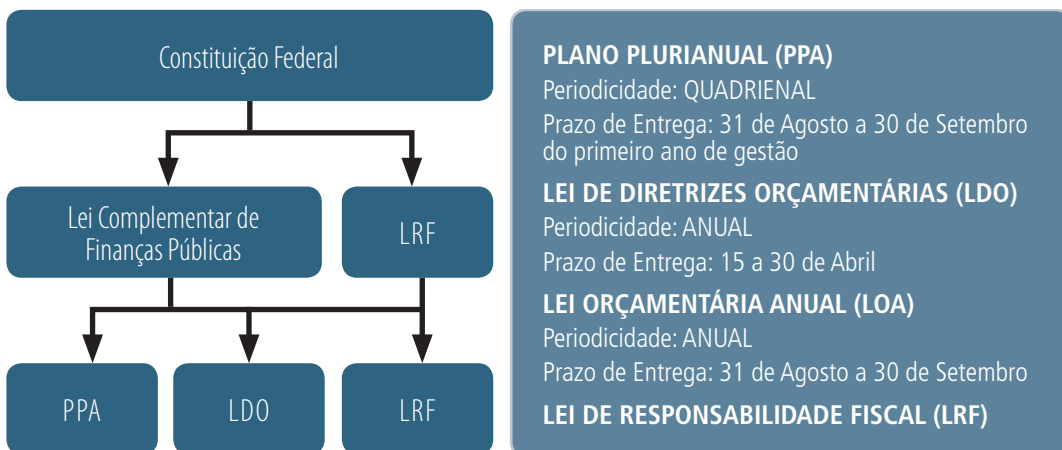 Constituição Federal
Lei Complementar de
Finanças Públicas
LRF
PPA
LDO
LRF
PLANO PLURIANUAL (PPA)
Periodicidade: QUADRIENAL
Prazo de Entrega: 31 de Agosto a 30 de Setembro
do primeiro ano de gestão
LEI DE DIRETRIZES ORÇAMENTÁRIAS (LDO)
Periodicidade: ANUAL
Prazo de Entrega: 15 a 30 de Abril
LEI ORÇAMENTÁRIA ANUAL (LOA)
Periodicidade: ANUAL
Prazo de Entrega: 31 de Agosto a 30 de Setembro
LEI DE RESPONSABILIDADE FISCAL (LRF)